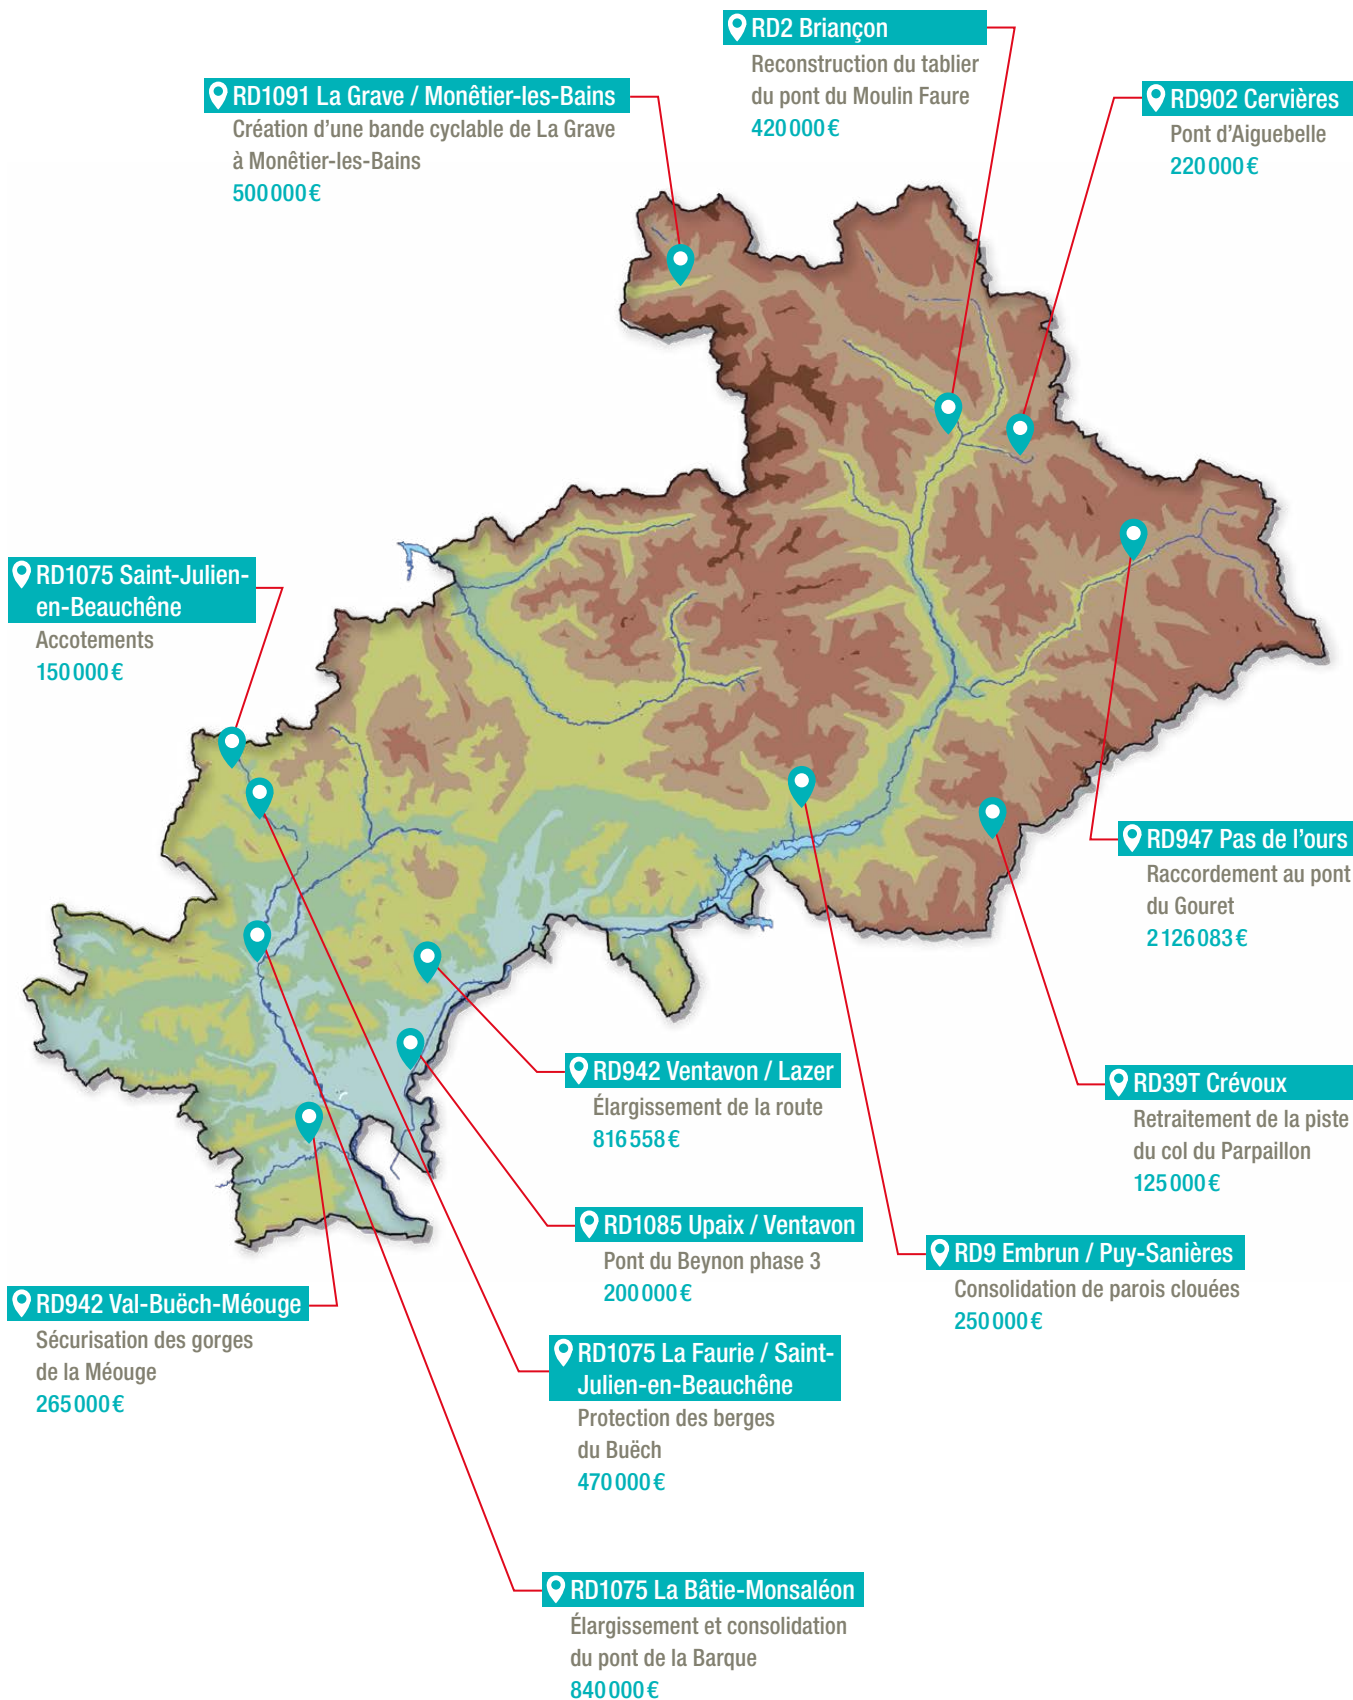 RD2 Briançon
Reconstruction du tablier
du pont du Moulin Faure
420 000 €
RD1091 La Grave / Monêtier-les-Bains
Création d'une bande cyclable de La Grave
à Monêtier-les-Bains
500 000 €
RD902 Cervières
Pont d'Aiguebelle
220 000 €
RD1075 Saint-Julien-
en-Beauchêne
Accotements
150 000 €
RD947 Pas de l'ours
Raccordement au pont
du Gouret
2 126 083 €
RD942 Ventavon / Lazer
Élargissement de la route
816 558 €
RD39T Crévoux
Retraitement de la piste
du col du Parpaillon
125 000 €
RD1085 Upaix / Ventavon
Pont du Beynon phase 3
200 000 €
RD9 Embrun / Puy-Sanières
Consolidation de parois clouées
250 000 €
RD942 Val-Buëch-Méouge
Sécurisation des gorges
de la Méouge
265 000 €
RD1075 La Faurie / Saint-
Julien-en-Beauchêne
Protection des berges
du Buëch
470 000 €
RD1075 La Bâtie-Monsaléon
Élargissement et consolidation
du pont de la Barque
840 000 €